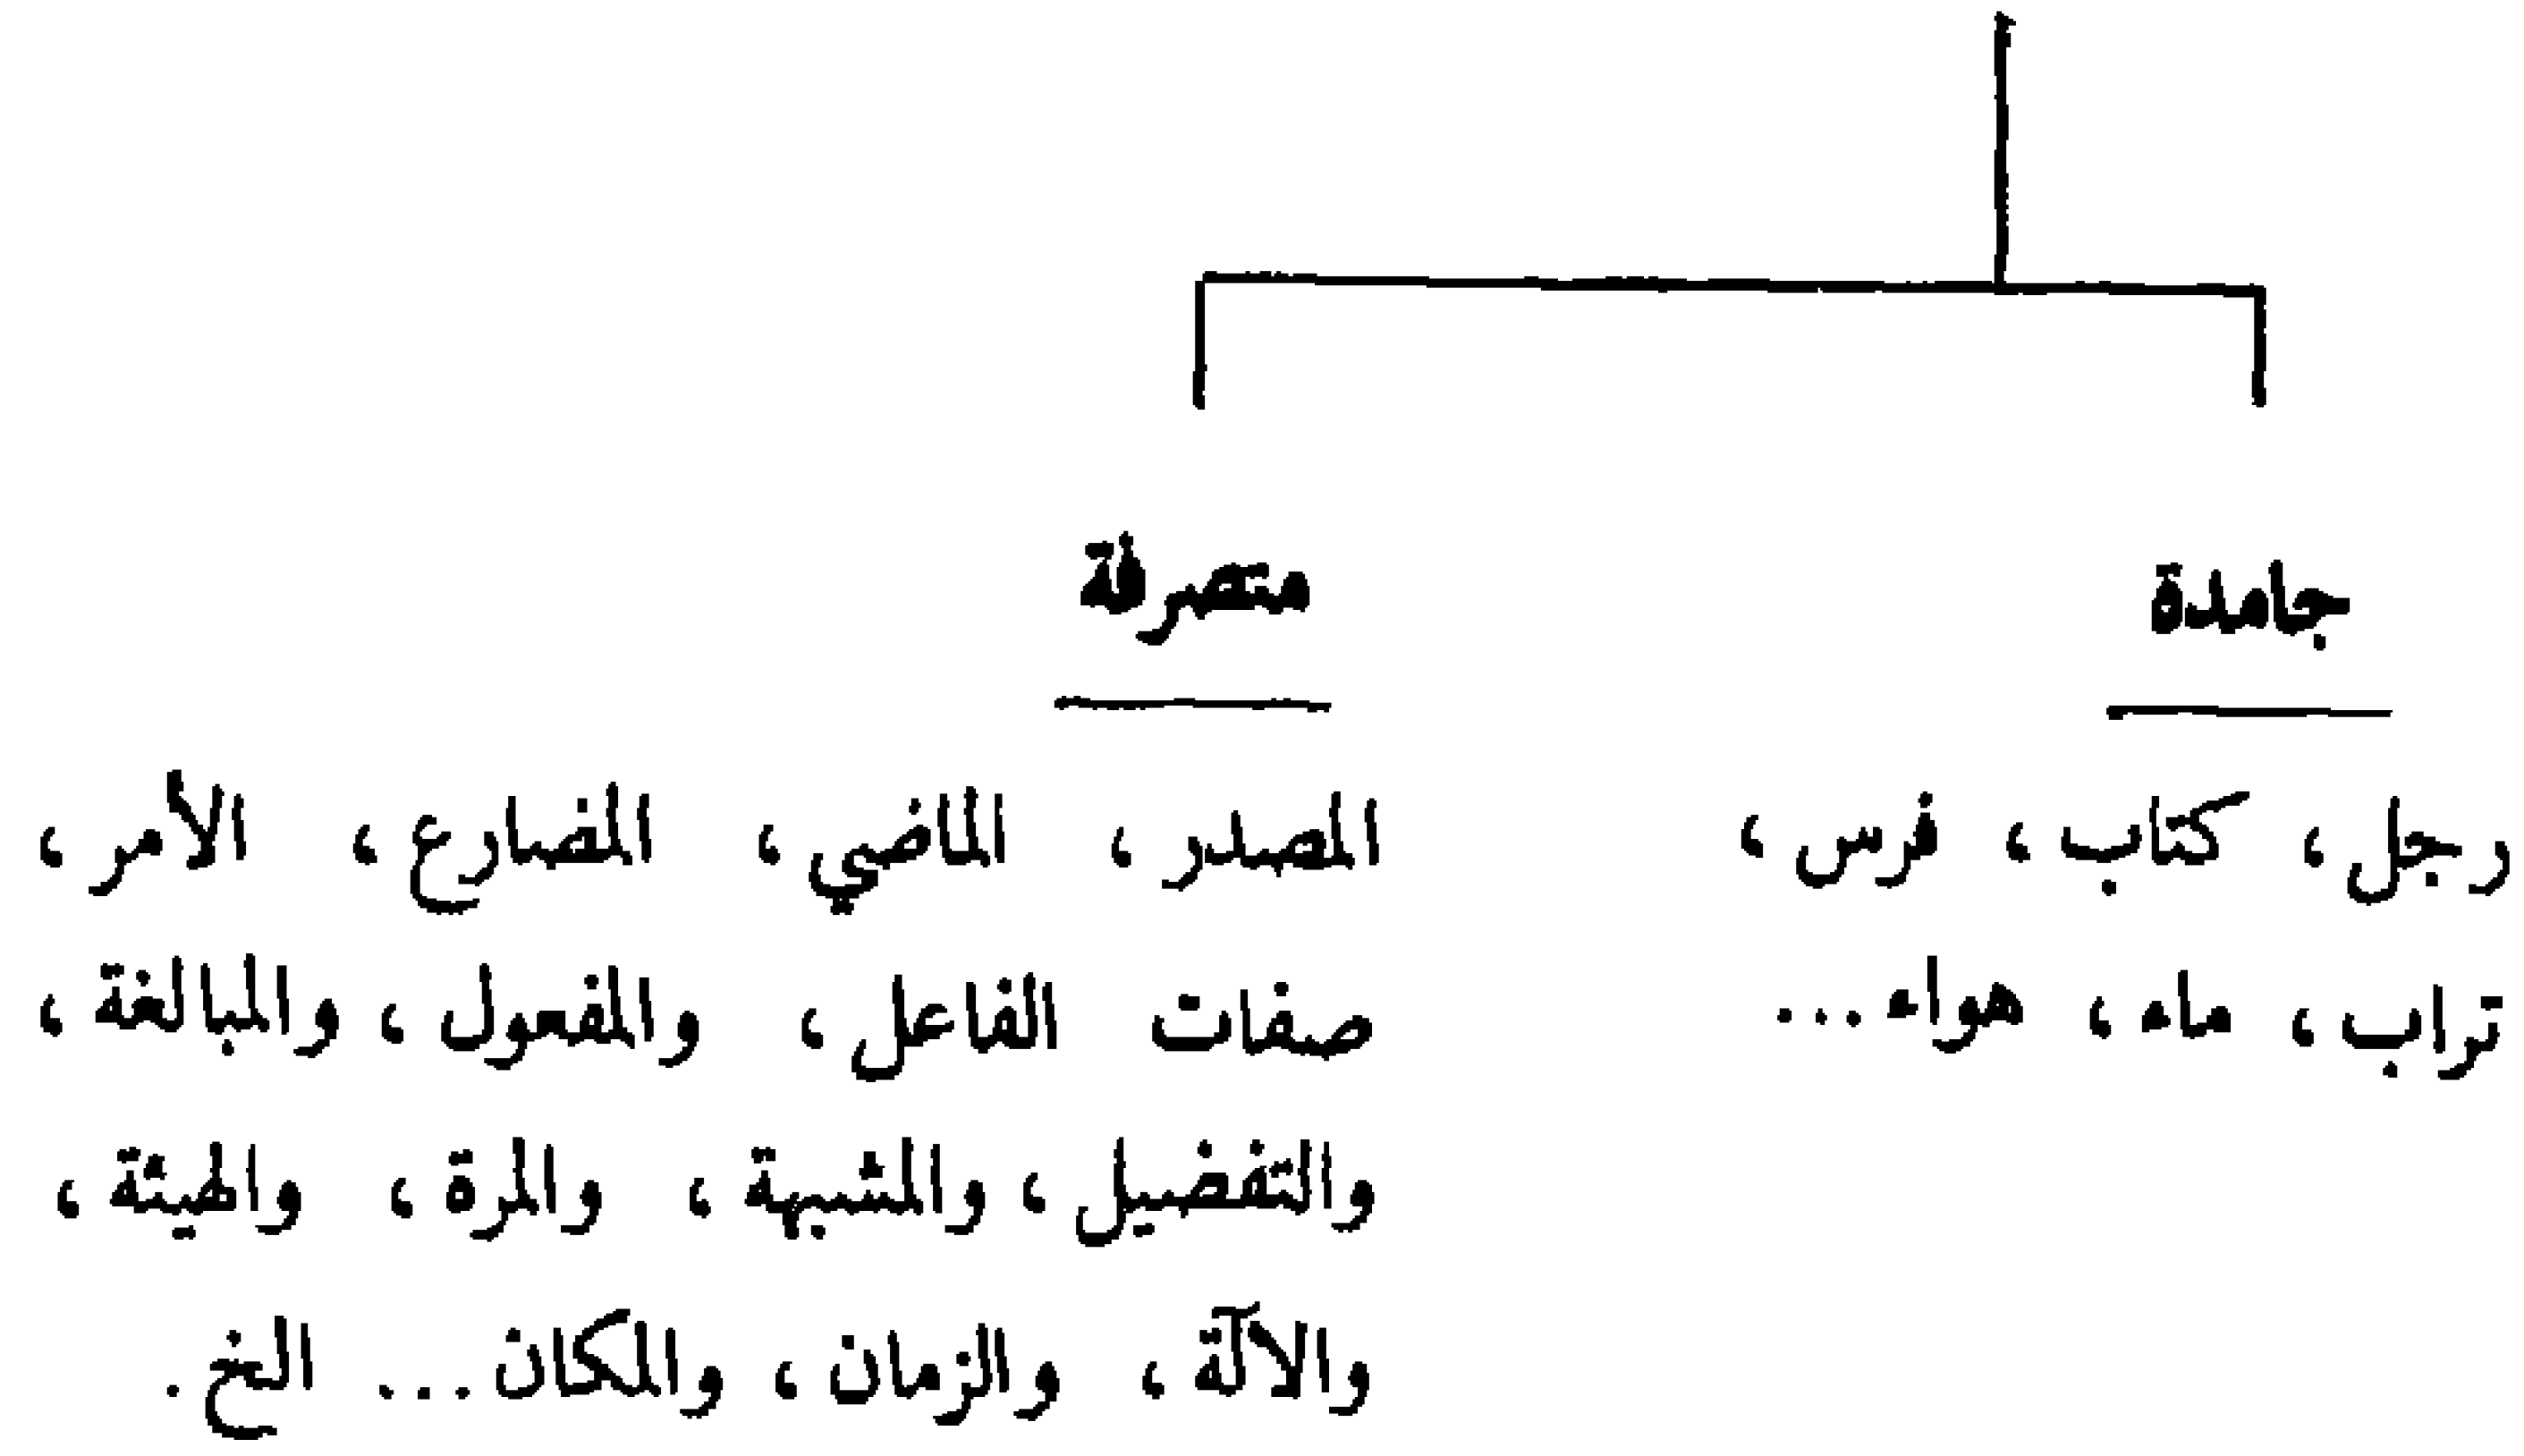 جامدة
رجل، كتاب، فرس،
تراب، ماء، هواء...
متصرفة
المصدر، الماضي، المضارع، الأمر،
صفات الفاعل، والمفعول، والمبالغة،
والتفضيل، والمشبهة، والمرة، والهيئة،
والآلة، والزمان، والمكان... الخ.